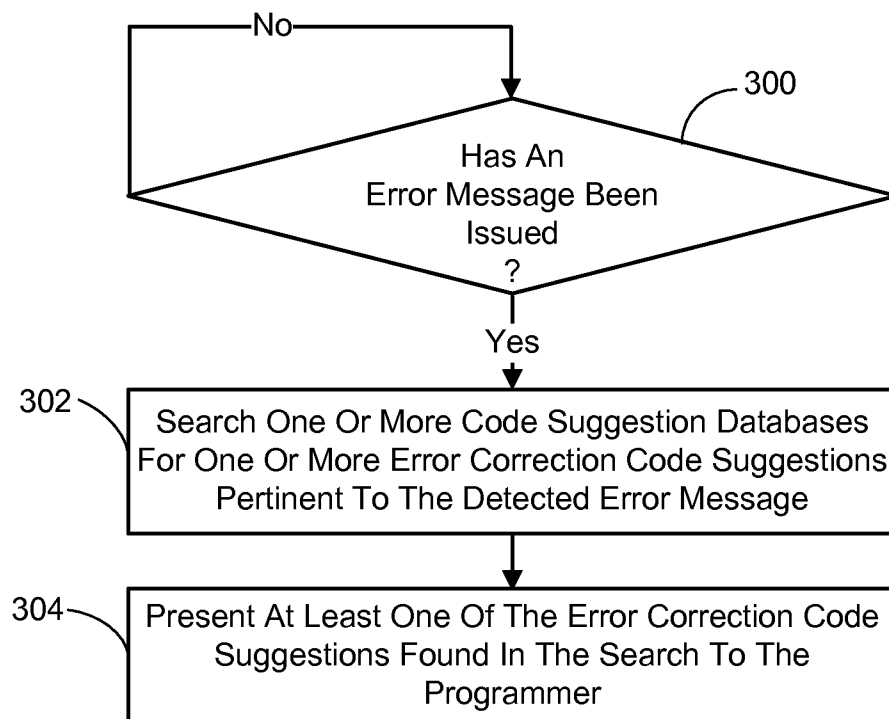 No
300
Has An
Error Message Been
Issued
?
Yes
302
Search One Or More Code Suggestion Databases
For One Or More Error Correction Code Suggestions
Pertinent To The Detected Error Message
304
Present At Least One Of The Error Correction Code
Suggestions Found In The Search To The
Programmer